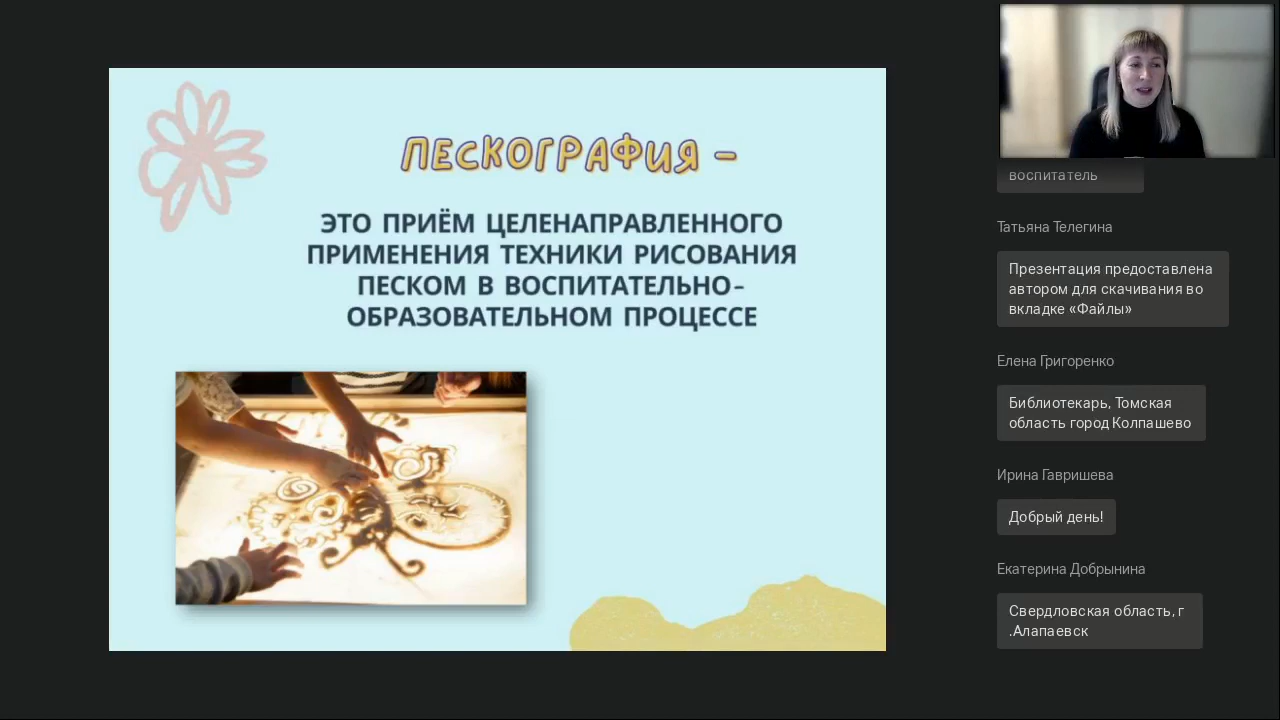 ПЕСКОГРАФИЯ –
ЭТО ПРИЁМ ЦЕЛЕНАПРАВЛЕННОГО
ПРИМЕНЕНИЯ ТЕХНИКИ РИСОВАНИЯ
ПЕСКОМ В ВОСПИТАТЕЛЬНО-
ОБРАЗОВАТЕЛЬНОМ ПРОЦЕССЕ
воспитатель
Татьяна Телегина
Презентация предоставлена
автором для скачивания во
вкладке «Файлы»
Елена Григоренко
Библиотекарь, Томская
область город Колпашево
Ирина Гавришева
Добрый день!
Екатерина Добрынина
Свердловская область, г
.Алапаевск